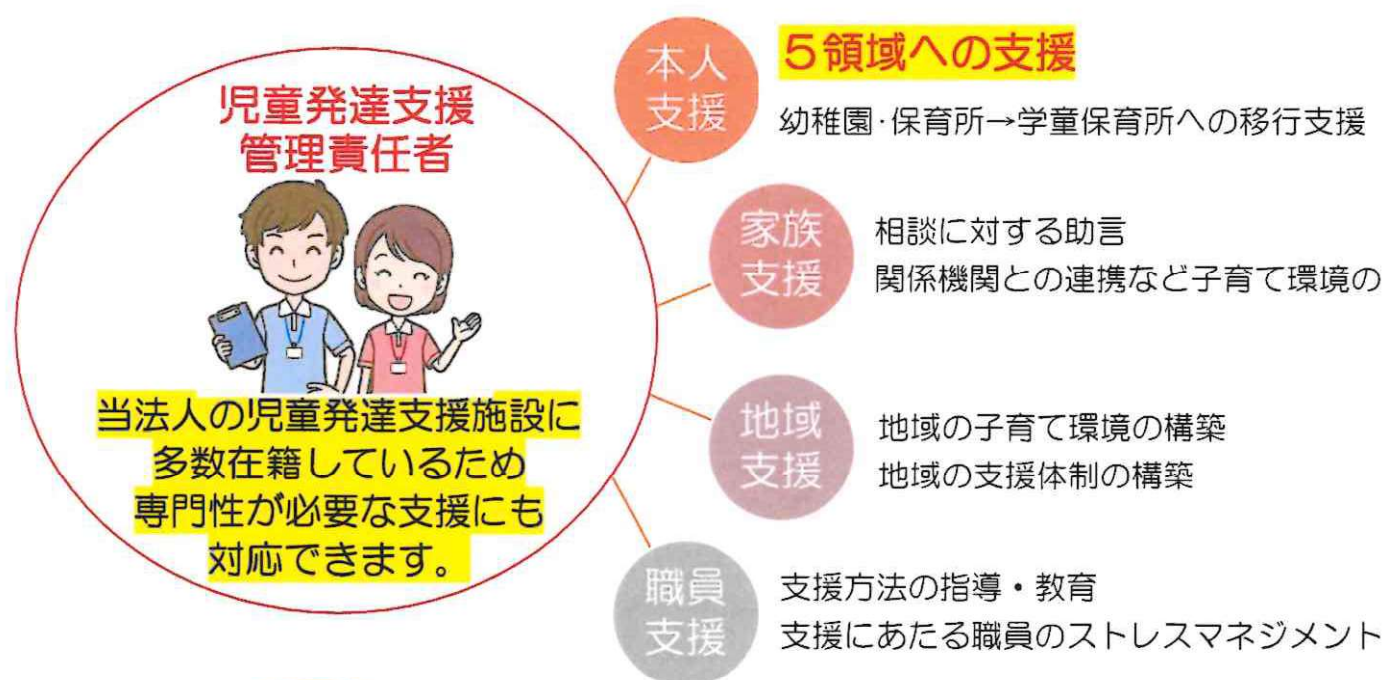 児童発達支援
管理責任者
当法人の児童発達支援施設に
多数在籍しているため
専門性が必要な支援にも
対応できます。
本人
支援
5領域への支援
幼稚園・保育所→学童保育所への移行支援
家族
支援
相談に対する助言
関係機関との連携など子育て環境の
地域
支援
地域の子育て環境の構築
地域の支援体制の構築
職員
支援
支援方法の指導・教育
支援にあたる職員のストレスマネジメント